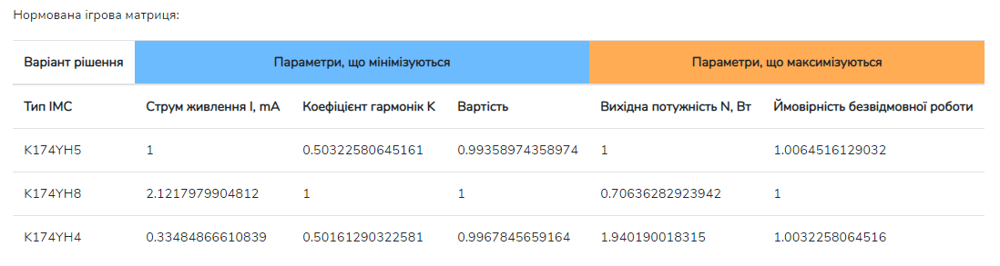 Нормована ігрова матриця:
Варіант рішення Параметри, що мінімізуються Параметри, що максимізуються
Тип ІМС Струм живлення I, mA Коефіцієнт гармонік K Вартість Вихідна потужність N, Вт Ймовірність безвідмовної роботи
K174YH5 1 0.50322580645161 0.99358974358974 1 1.0064516129032
K174YH8 2.1217979904812 1 1 0.70636282923942 1
K174YH4 0.33484866610839 0.50161290322581 0.9967845659164 1.940190018315 1.0032258064516